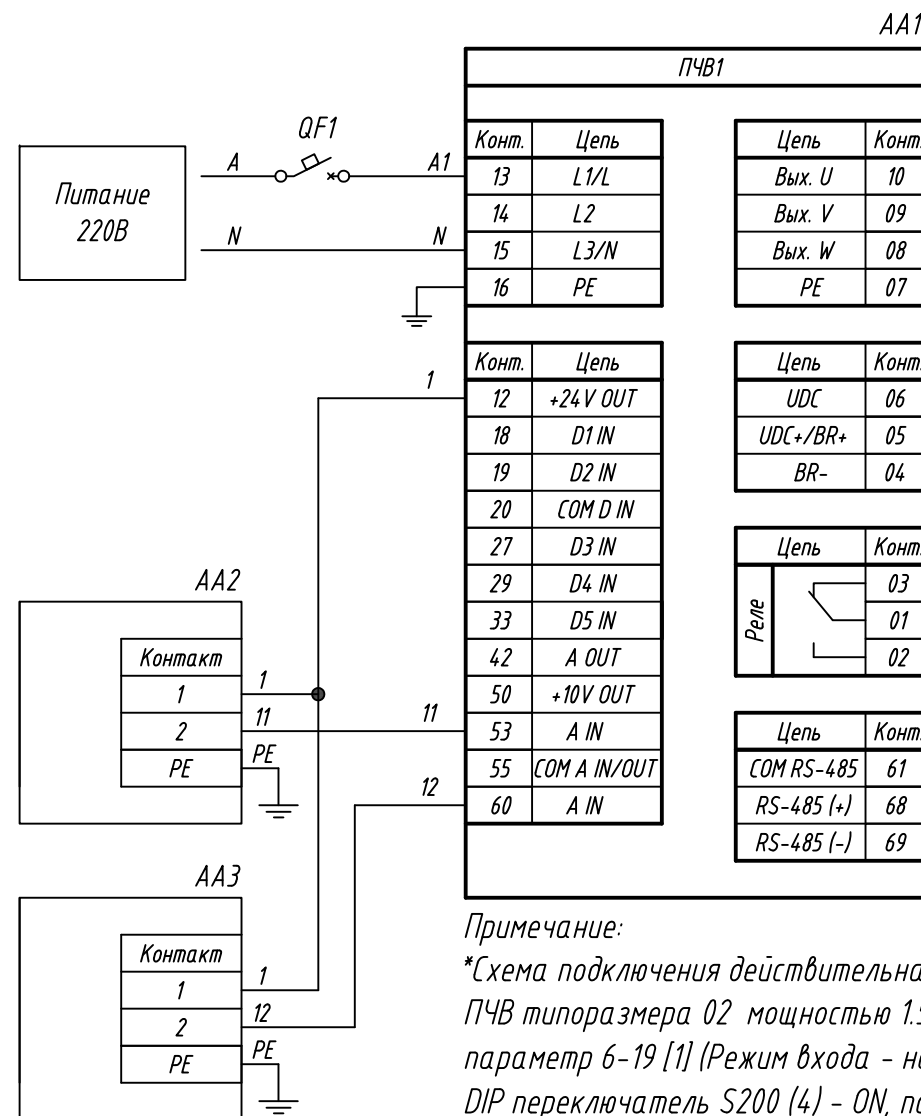 АА1
ПЧВ1
QF1
Питание
220В
А
А1
N
N
Конт. Цепь
13 L1/L
14 L2
15 L3/N
16 PE
Цепь Конт.
Вых. U 10
Вых. V 09
Вых. W 08
PE 07
Конт. Цепь
12 +24V OUT
18 D1 IN
19 D2 IN
20 COM D IN
27 D3 IN
29 D4 IN
33 D5 IN
42 A OUT
50 +10V OUT
53 A IN
55 COM A IN/OUT
60 A IN
1
11
12
Цепь Конт.
UDC 06
UDC+/BR+ 05
BR- 04
Цепь Конт.
Реле
03
01
02
Цепь Конт.
COM RS-485 61
RS-485 (+) 68
RS-485 (-) 69
АА2
Контакт
1 1
2 11
PE PE
АА3
Контакт
1 1
2 12
PE PE
Примечание:
*Схема подключения действительна
ПЧВ типоразмера 02 мощностью 1.5
параметр 6-19 [1] (Режим входа - на
DIP переключатель S200 (4) - ON, по